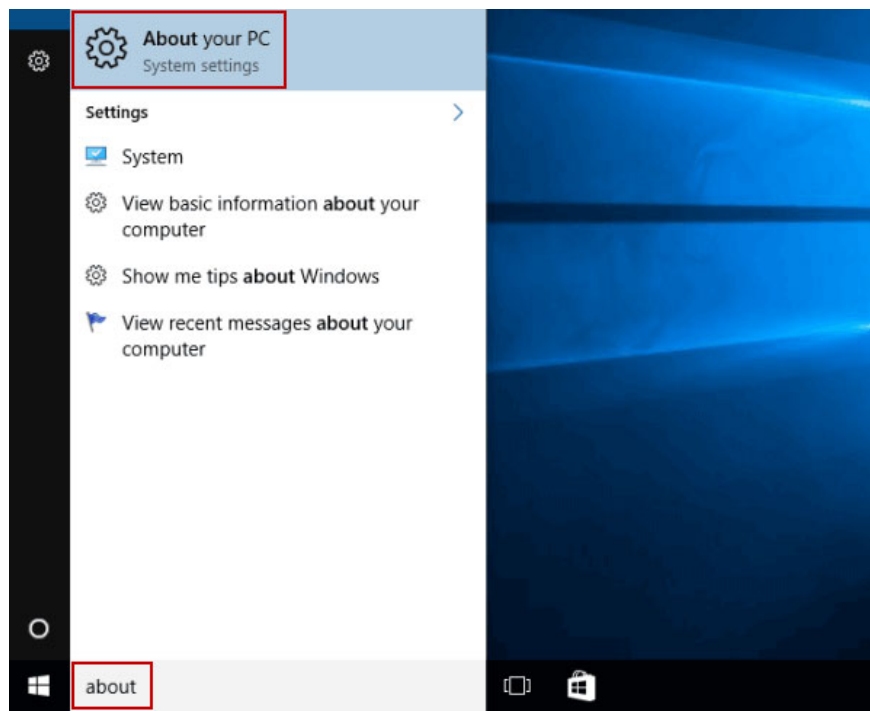 About your PC
System settings
Settings
System
View basic information about your
computer
Show me tips about Windows
View recent messages about your
computer
about